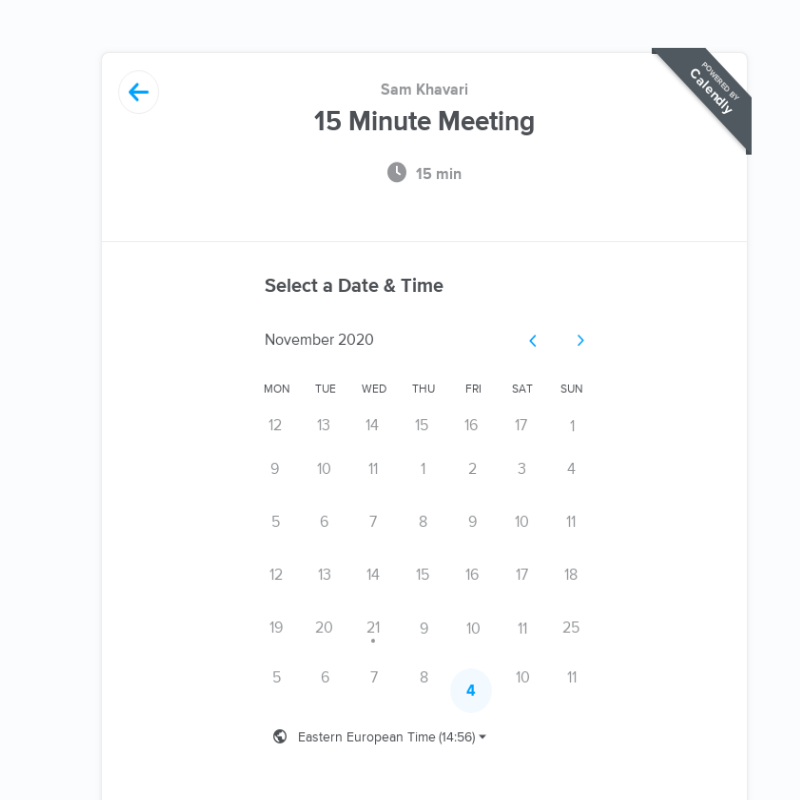 POWERED BY
Calendly
Sam Khavari
15 Minute Meeting
15 min
Select a Date & Time
November 2020
MON TUE WED THU FRI SAT SUN
12 13 14 15 16 17 1
9 10 11 1 2 3 4
5 6 7 8 9 10 11
12 13 14 15 16 17 18
19 20 21 9 10 11 25
5 6 7 8 4 10 11
Eastern European Time (14:56)